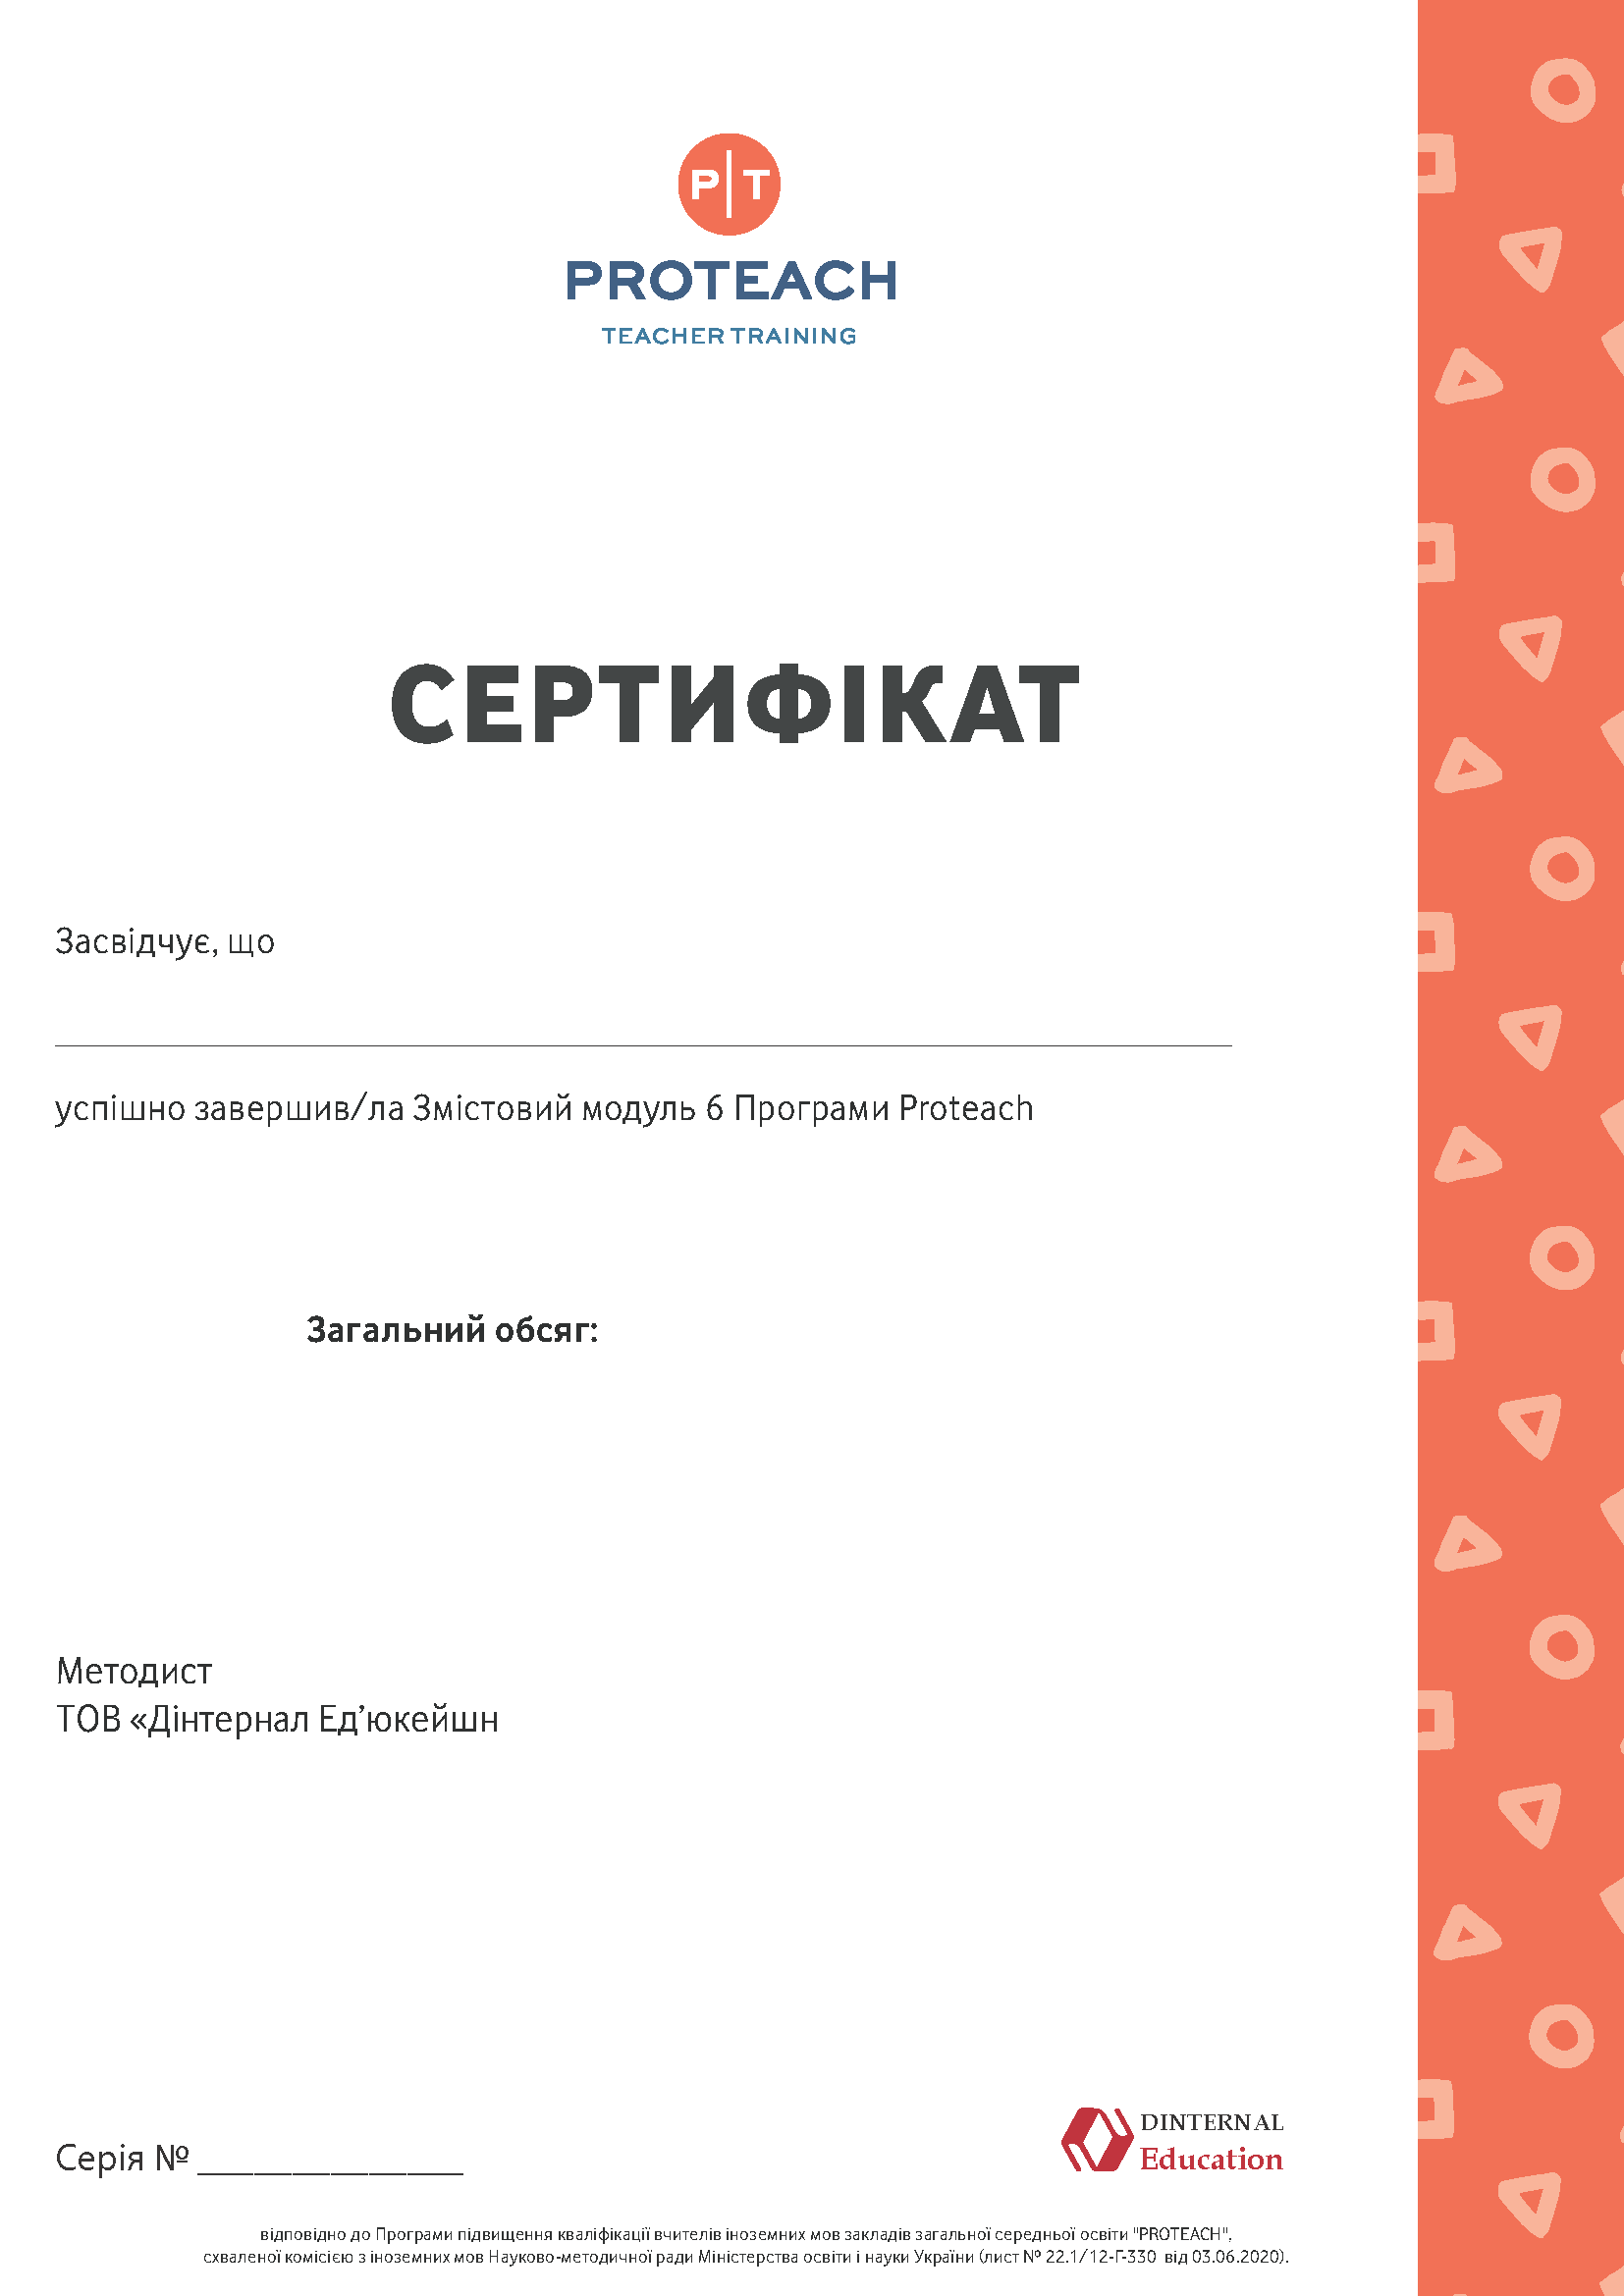 P|T
PROTEACH
TEACHER TRAINING
СЕРТИФІКАТ
Засвідчує, що
успішно завершив/ла Змістовий модуль 6 Програми Proteach
Загальний обсяг:
Методист
ТОВ «Дінтернал Ед’юкейшн
Серія № ______________
DINTERNAL
Education
відповідно до Програми підвищення кваліфікації вчителів іноземних мов закладів загальної середньої освіти "PROTEACH",
схваленої комісією з іноземних мов Науково-методичної ради Міністерства освіти і науки України (лист № 22.1/12-Г-330 від 03.06.2020).